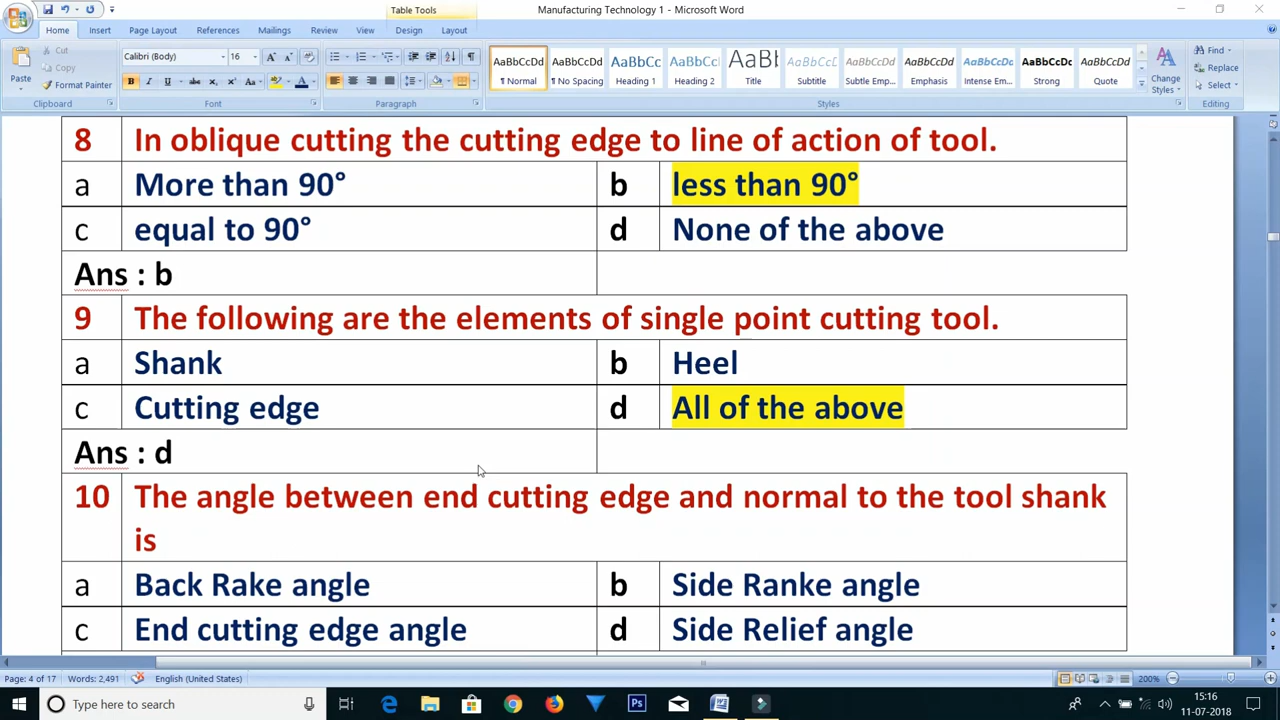 Table Tools
Manufacturing Technology 1 - Microsoft Word
Home Insert Page Layout References Mailings Review View Design Layout
Paste
Cut
Copy
Format Painter
Clipboard
Calibri (Body) 16
Font
Paragraph
AaBbCcDd AaBbCcDd AaBbCc AaBbCc AaBb AaBbCcDd AaBbCcDd AaBbCcDd AaBbCcDd AaBbCcDd AaBbCcDd
¶ Normal ¶ No Spacing Heading 1 Heading 2 Title Subtitle Subtle Emp... Emphasis Intense Em... Strong Quote
Styles
Change
Styles
Find
Replace
Select
Editing
8 In oblique cutting the cutting edge to line of action of tool.
a More than 90° b less than 90°
c equal to 90° d None of the above
Ans : b
9 The following are the elements of single point cutting tool.
a Shank b Heel
c Cutting edge d All of the above
Ans : d
10 The angle between end cutting edge and normal to the tool shank
is
a Back Rake angle b Side Ranke angle
c End cutting edge angle d Side Relief angle
Page: 4 of 17 Words: 2,491 English (United States) 200%
Type here to search
15:16
11-07-2018